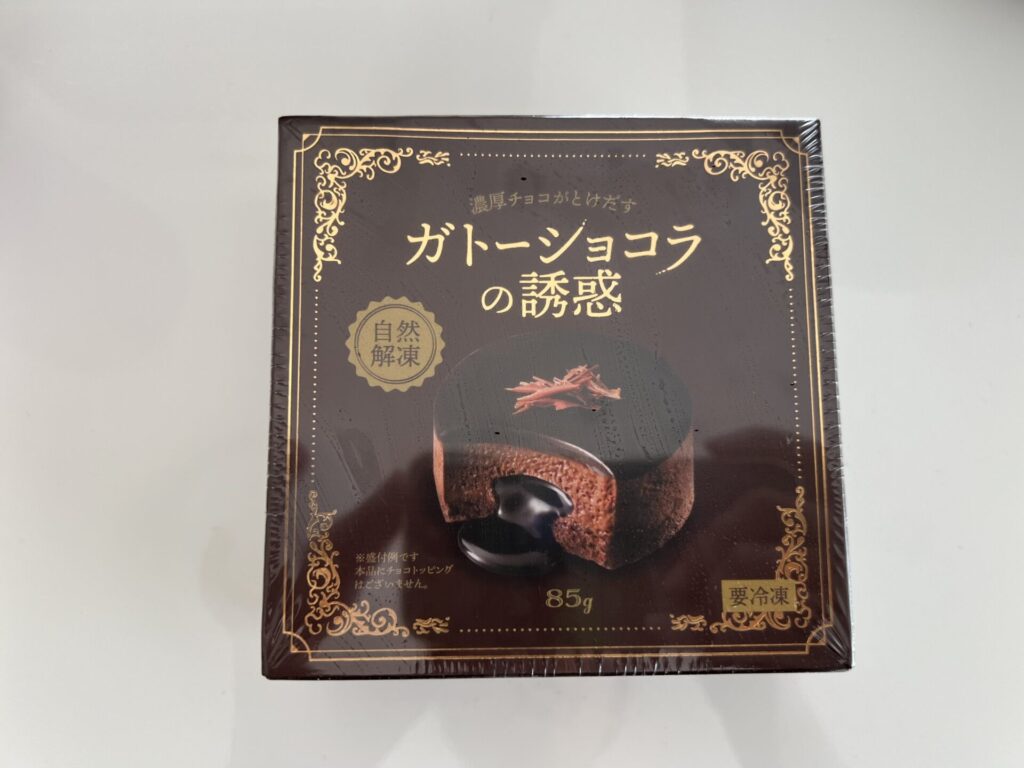 濃厚チョコがとけだす
ガトーショコラ
の誘惑
自然
解凍
※盛付例です
本品にチョコトッピング
はございません。
85g
要冷凍